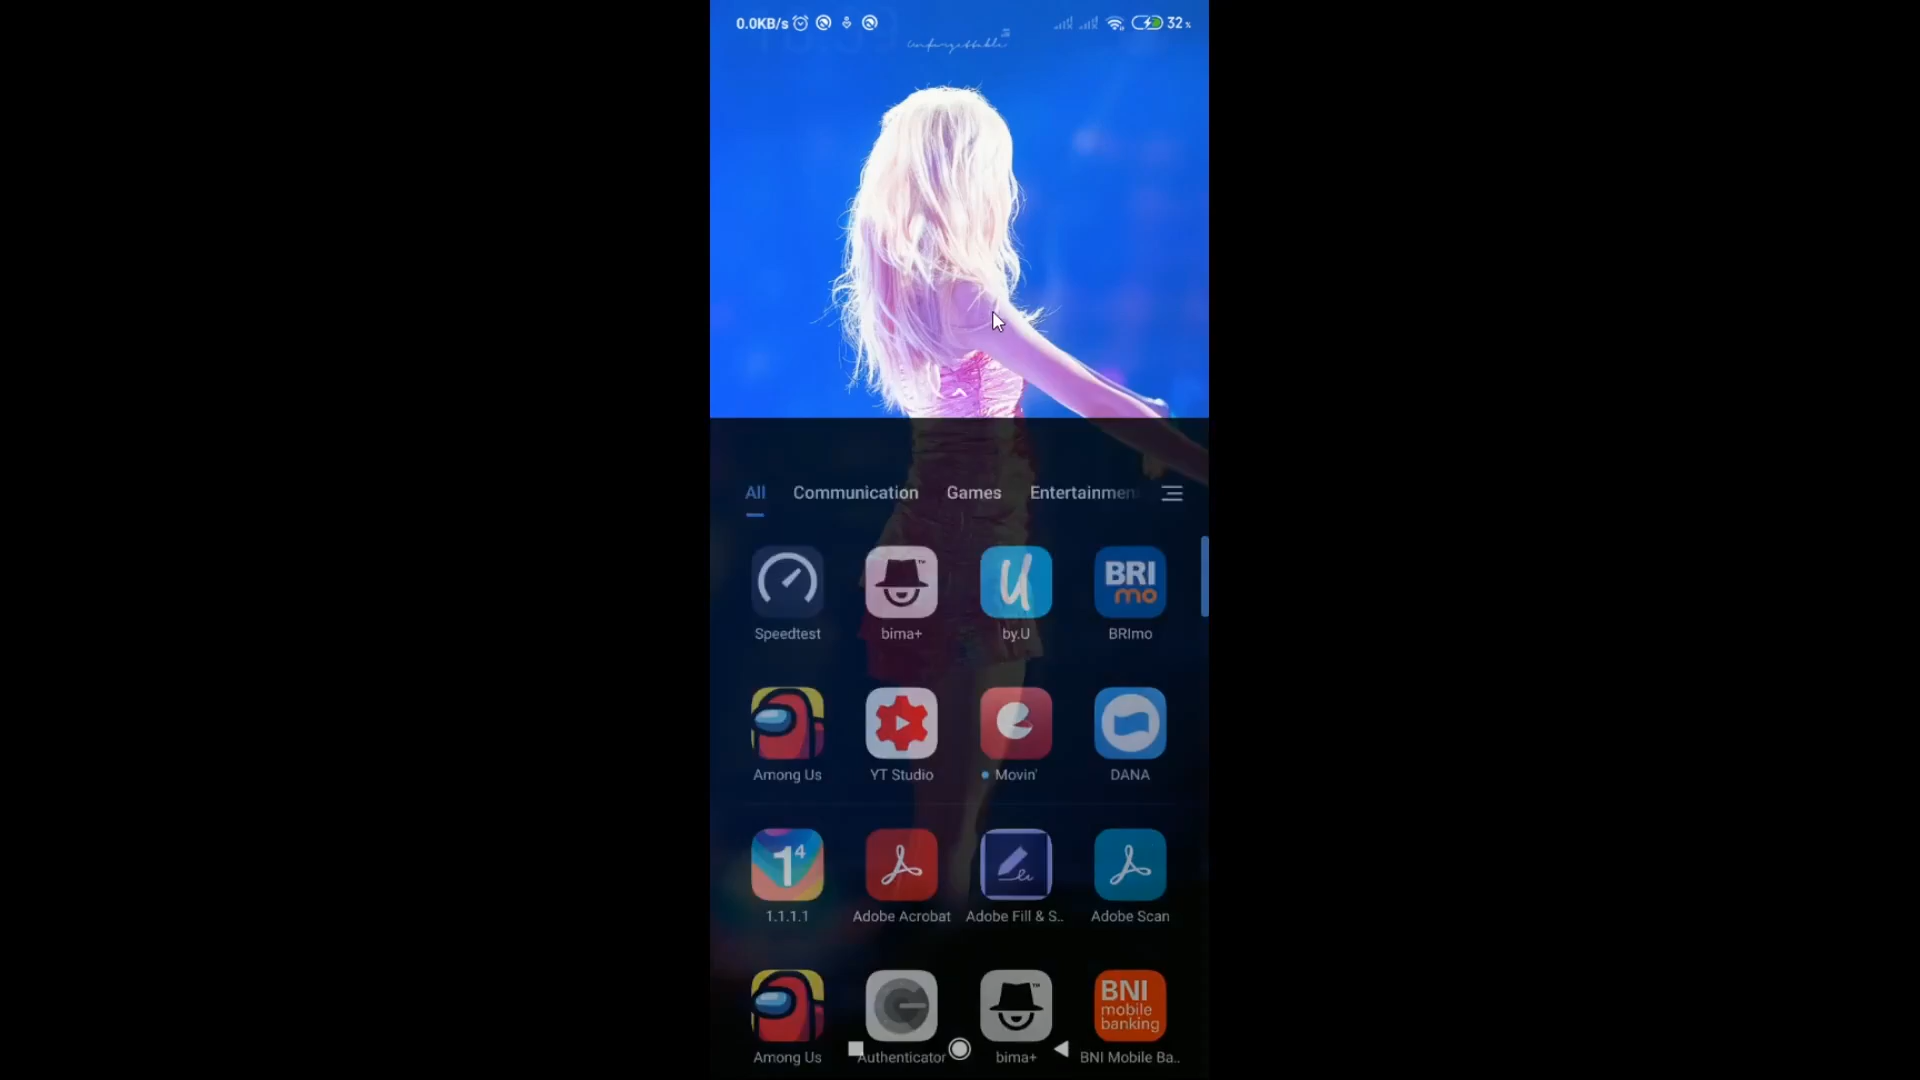 0.0KB/s 32%
unforgettable
All Communication Games Entertainmen
Speedtest bima+ by.U BRImo
BRI
mo
Among Us YT Studio Movin' DANA
1⁴
1.1.1.1 Adobe Acrobat Adobe Fill & S.. Adobe Scan
BNI
mobile
banking
Among Us Authenticator bima+ BNI Mobile Ba..